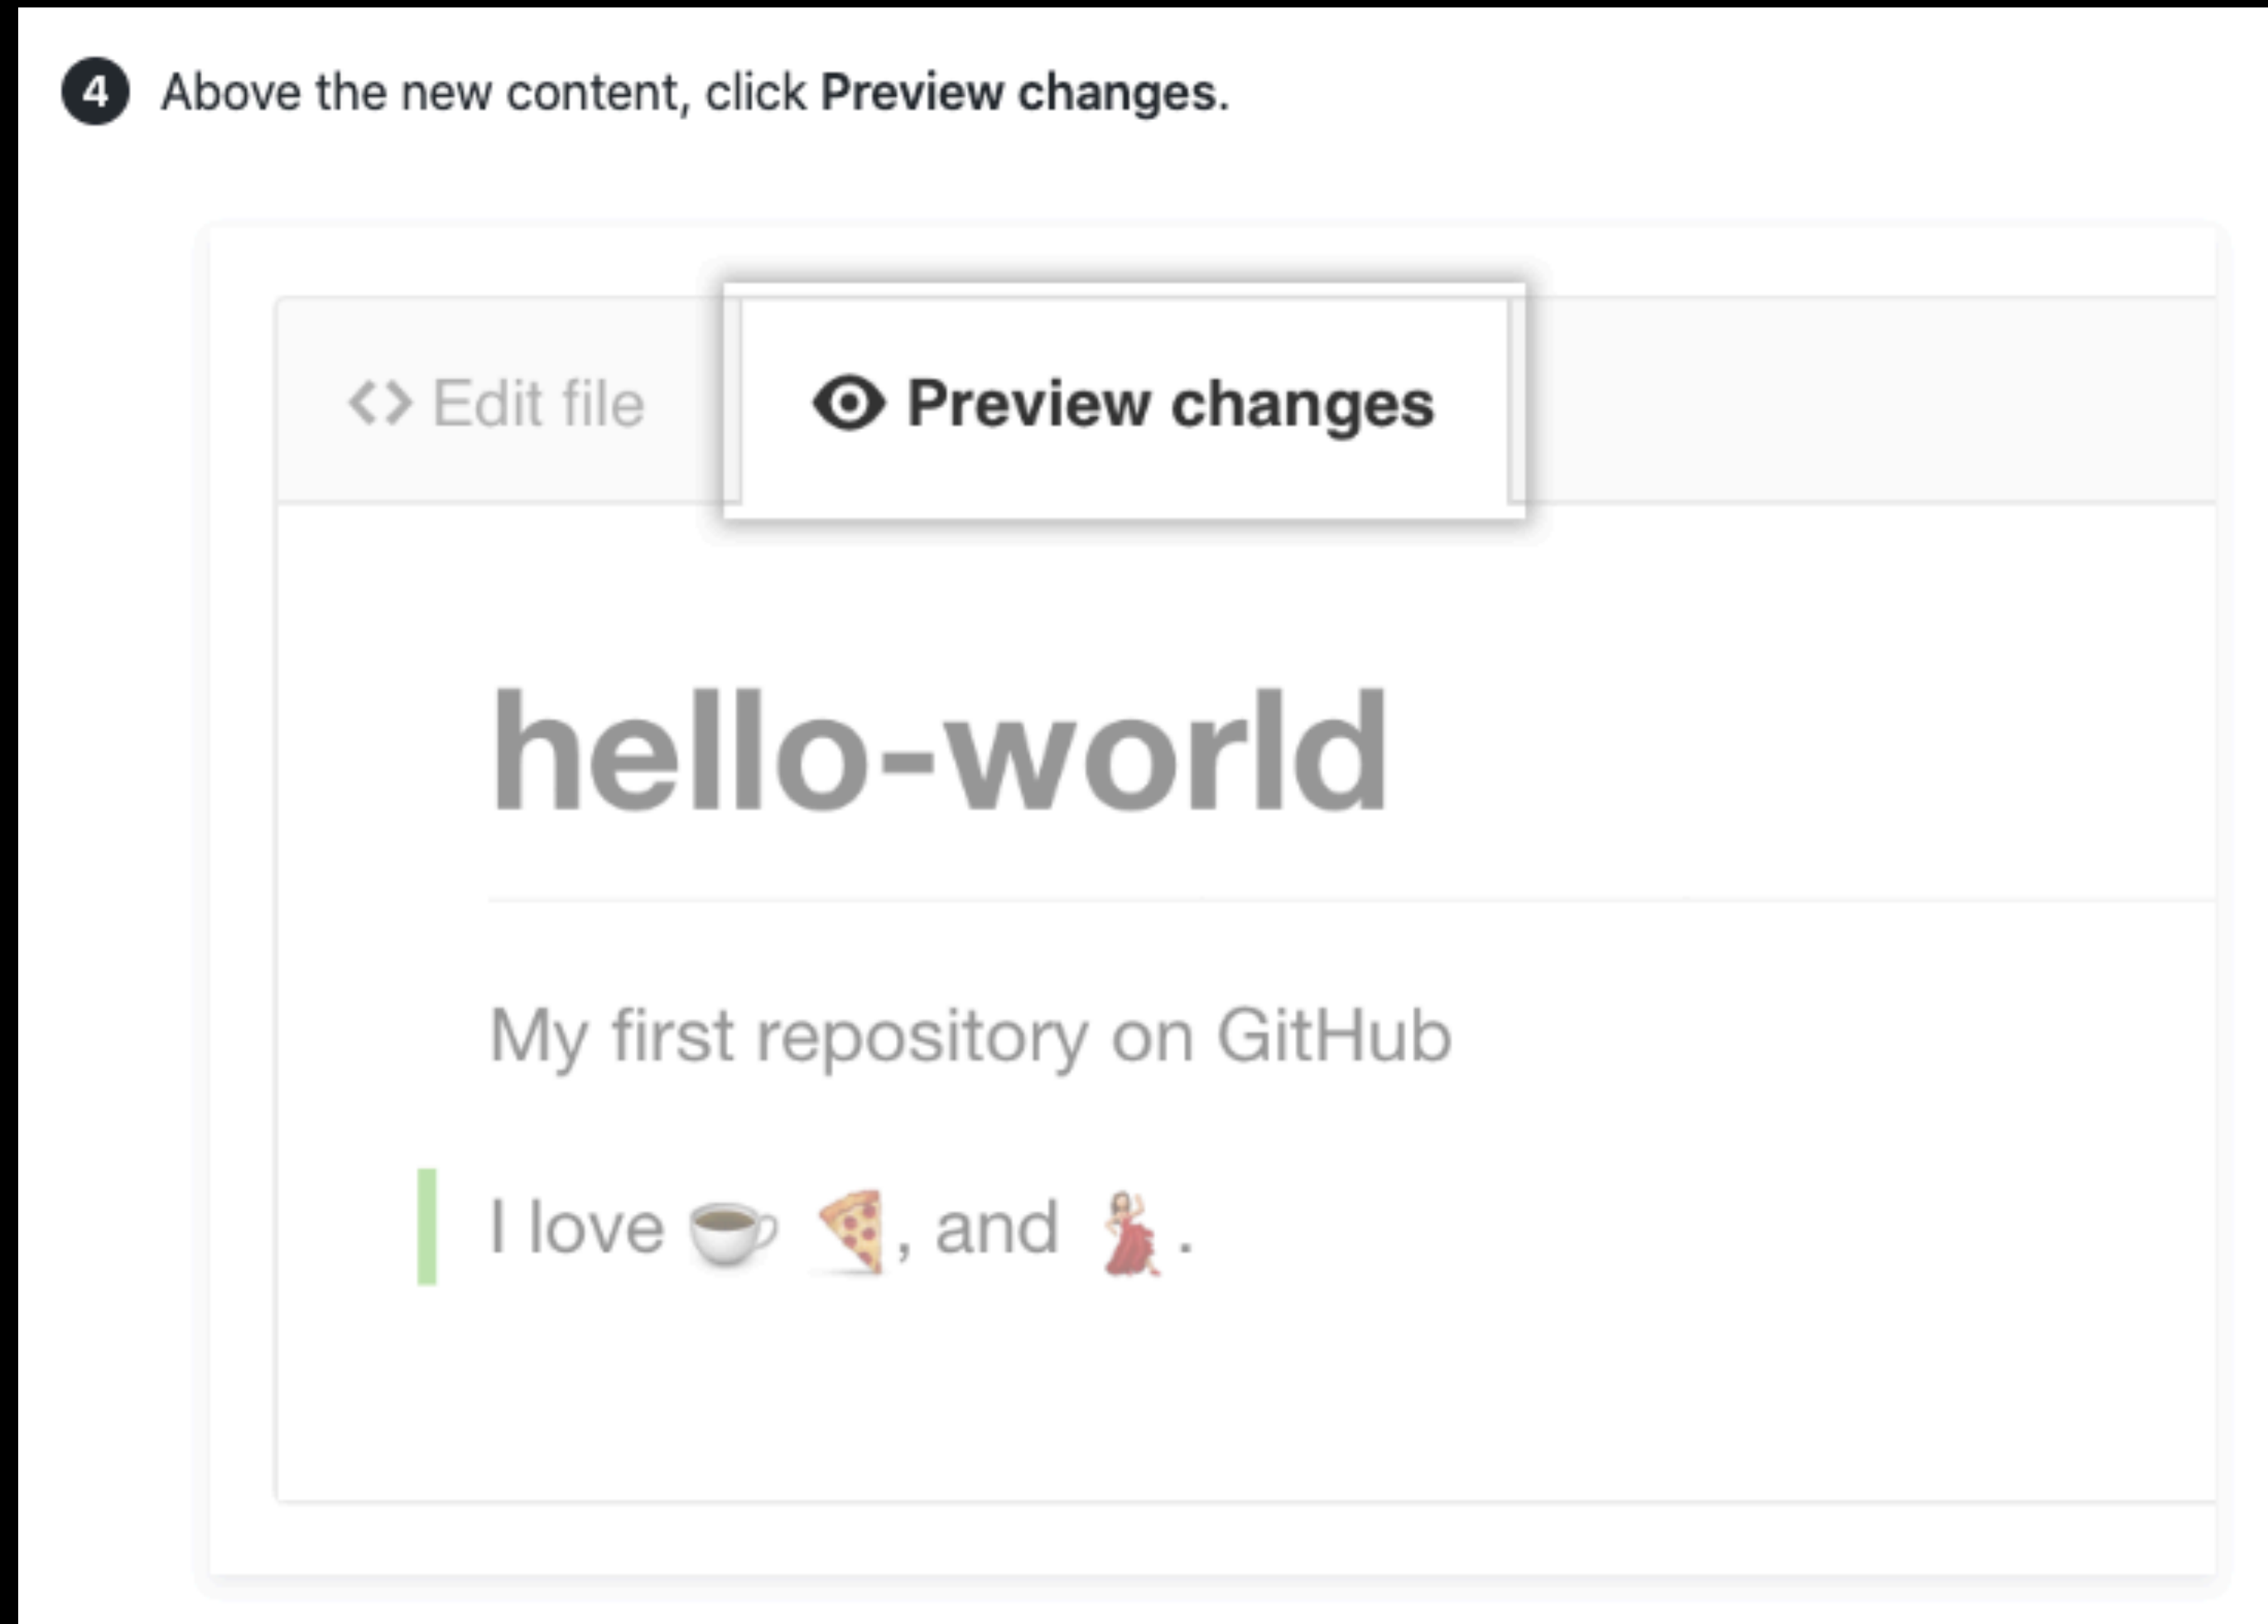 4 Above the new content, click Preview changes.
<> Edit file Preview changes
hello-world
My first repository on GitHub
I love ☕ 🍕, and 💃.